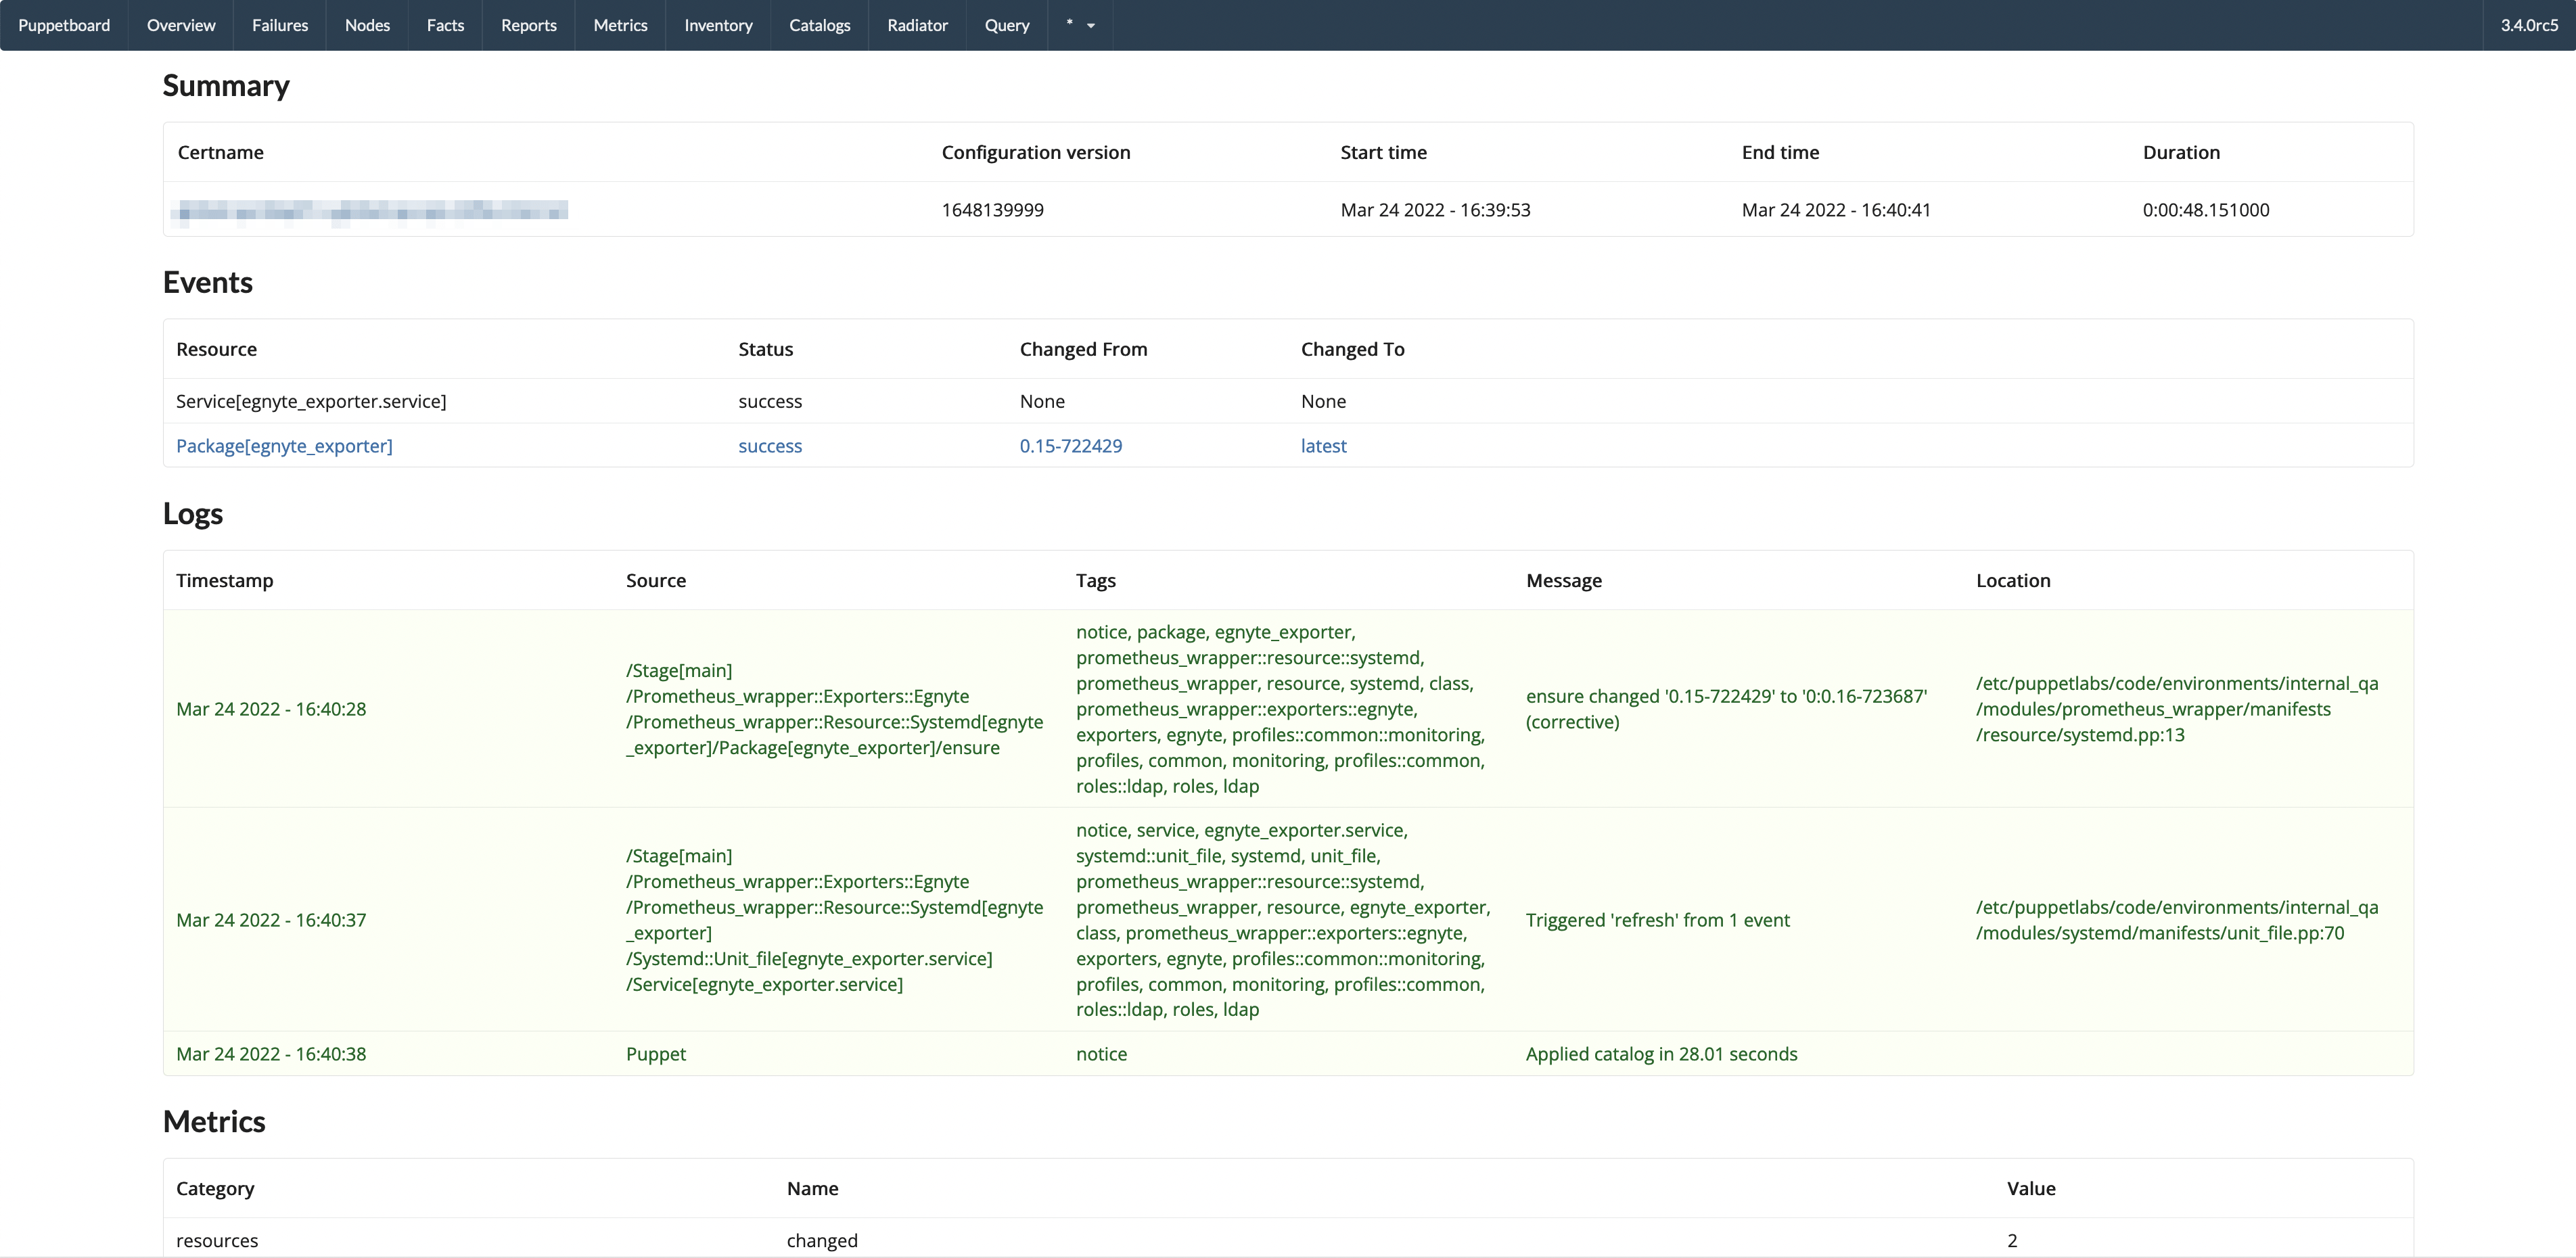 Puppetboard Overview Failures Nodes Facts Reports Metrics Inventory Catalogs Radiator Query * 3.4.0rc5
Summary
Certname Configuration version Start time End time Duration
1648139999 Mar 24 2022 - 16:39:53 Mar 24 2022 - 16:40:41 0:00:48.151000
Events
Resource Status Changed From Changed To
Service[egnyte_exporter.service] success None None
Package[egnyte_exporter] success 0.15-722429 latest
Logs
Timestamp Source Tags Message Location
Mar 24 2022 - 16:40:28
/Stage[main]
/Prometheus_wrapper::Exporters::Egnyte
/Prometheus_wrapper::Resource::Systemd[egnyte
_exporter]/Package[egnyte_exporter]/ensure
notice, package, egnyte_exporter,
prometheus_wrapper::resource::systemd,
prometheus_wrapper, resource, systemd, class,
prometheus_wrapper::exporters::egnyte,
exporters, egnyte, profiles::common::monitoring,
profiles, common, monitoring, profiles::common,
roles::ldap, roles, ldap
ensure changed '0.15-722429' to '0:0.16-723687'
(corrective)
/etc/puppetlabs/code/environments/internal_qa
/modules/prometheus_wrapper/manifests
/resource/systemd.pp:13
Mar 24 2022 - 16:40:37
/Stage[main]
/Prometheus_wrapper::Exporters::Egnyte
/Prometheus_wrapper::Resource::Systemd[egnyte
_exporter]
/Systemd::Unit_file[egnyte_exporter.service]
/Service[egnyte_exporter.service]
notice, service, egnyte_exporter.service,
systemd::unit_file, systemd, unit_file,
prometheus_wrapper::resource::systemd,
prometheus_wrapper, resource, egnyte_exporter,
class, prometheus_wrapper::exporters::egnyte,
exporters, egnyte, profiles::common::monitoring,
profiles, common, monitoring, profiles::common,
roles::ldap, roles, ldap
Triggered 'refresh' from 1 event
/etc/puppetlabs/code/environments/internal_qa
/modules/systemd/manifests/unit_file.pp:70
Mar 24 2022 - 16:40:38 Puppet notice Applied catalog in 28.01 seconds
Metrics
Category Name Value
resources changed 2